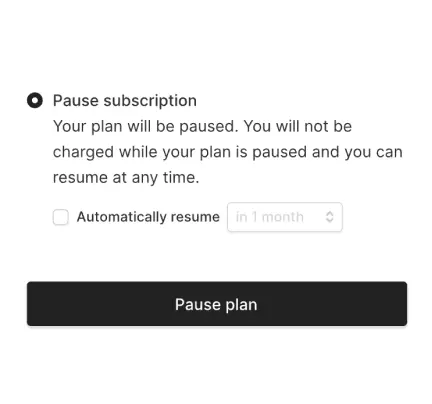 Pause subscription
Your plan will be paused. You will not be
charged while your plan is paused and you can
resume at any time.
Automatically resume in 1 month
Pause plan